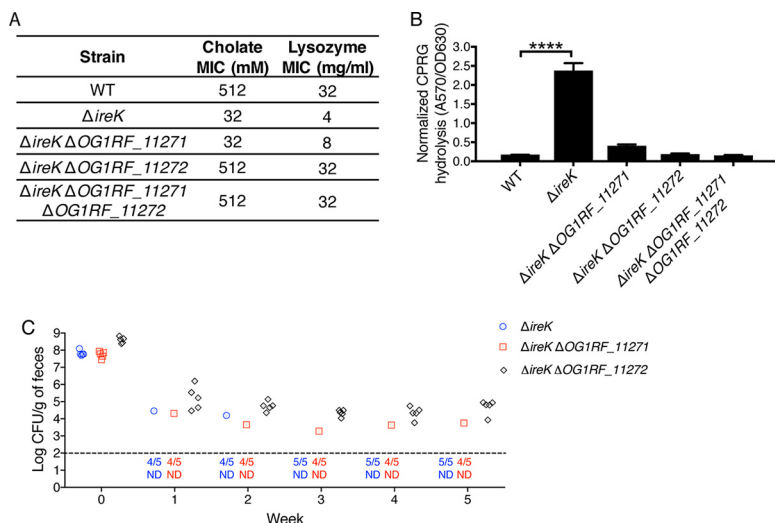 A
Strain Cholate MIC (mM) Lysozyme MIC (mg/ml)
WT 512 32
ΔireK 32 4
ΔireK ΔOG1RF_11271 32 8
ΔireK ΔOG1RF_11272 512 32
ΔireK ΔOG1RF_11271 ΔOG1RF_11272 512 32
B
Normalized CPRG
hydrolysis (A570/OD630)
3.0
2.5
2.0
1.5
1.0
0.5
0.0
****
WT
ΔireK
ΔireK ΔOG1RF_11271
ΔireK ΔOG1RF_11272
ΔireK ΔOG1RF_11271
ΔOG1RF_11272
C
Log CFU/g of feces
9
8
7
6
5
4
3
2
2
1
0
4/5 4/5 4/5 4/5 5/5 4/5 5/5 4/5 5/5 4/5
ND ND ND ND ND ND ND ND ND ND
0 1 2 3 4 5
Week
ΔireK
ΔireK ΔOG1RF_11271
ΔireK ΔOG1RF_11272